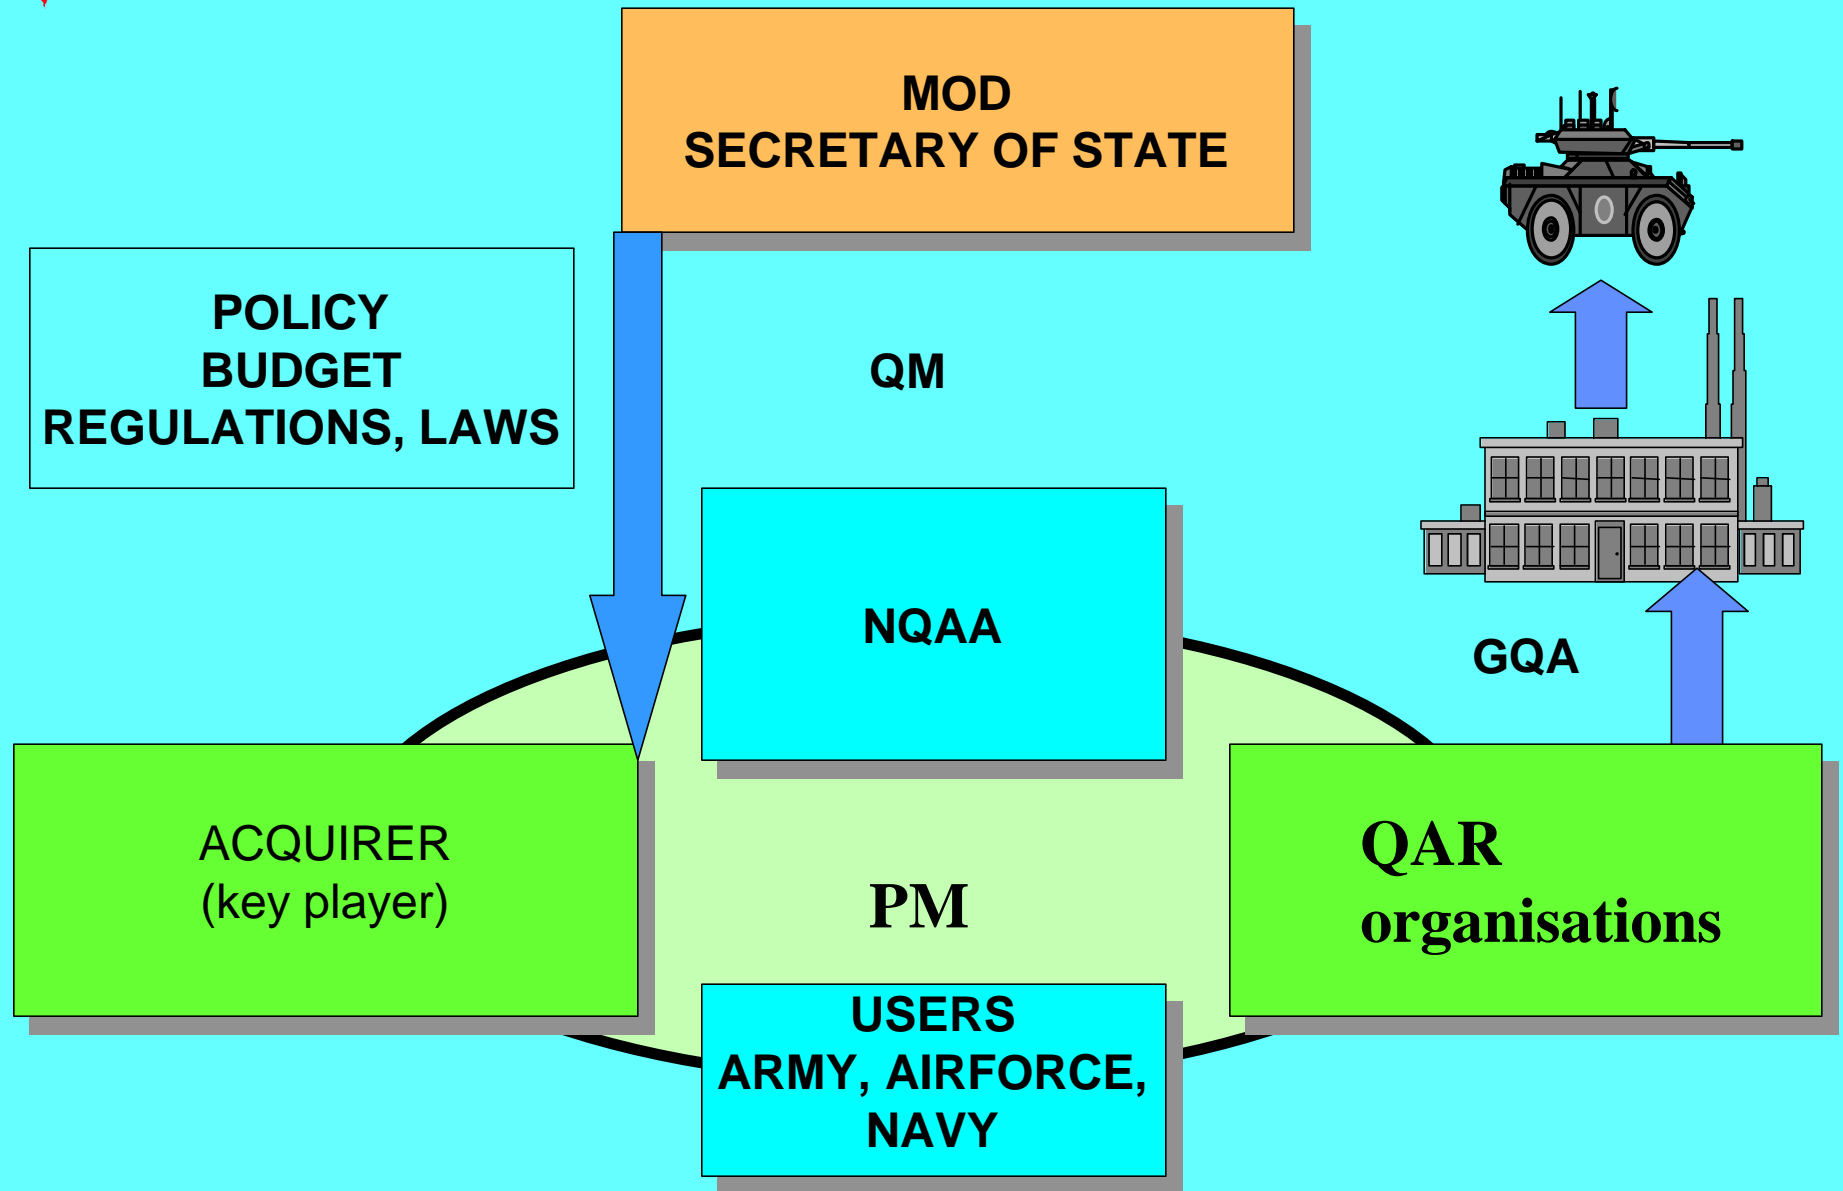 MOD
SECRETARY OF STATE
POLICY
BUDGET
REGULATIONS, LAWS
QM
NQAA
GQA
ACQUIRER
(key player)
PM
QAR
organisations
USERS
ARMY, AIRFORCE,
NAVY